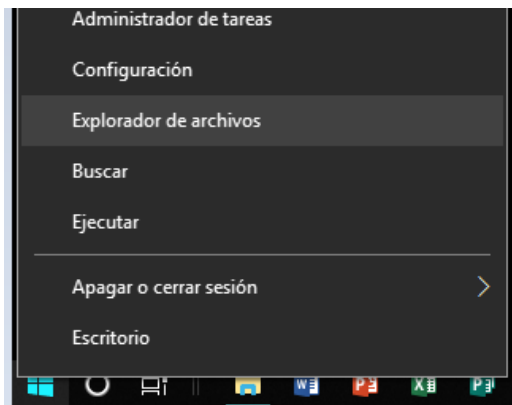 Administrador de tareas
Configuración
Explorador de archivos
Buscar
Ejecutar
Apagar o cerrar sesión
Escritorio